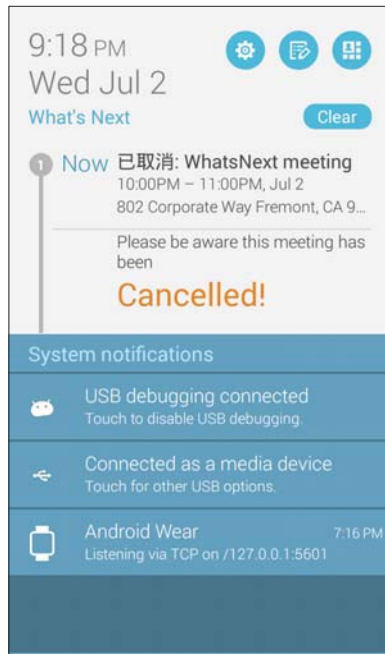 9:18 PM
Wed Jul 2
What's Next
Clear
1
Now
已取消: WhatsNext meeting
10:00PM – 11:00PM, Jul 2
802 Corporate Way Fremont, CA 9...
Please be aware this meeting has
been
Cancelled!
System notifications
USB debugging connected
Touch to disable USB debugging.
Connected as a media device
Touch for other USB options.
Android Wear
7:16 PM
Listening via TCP on /127.0.0.1:5601